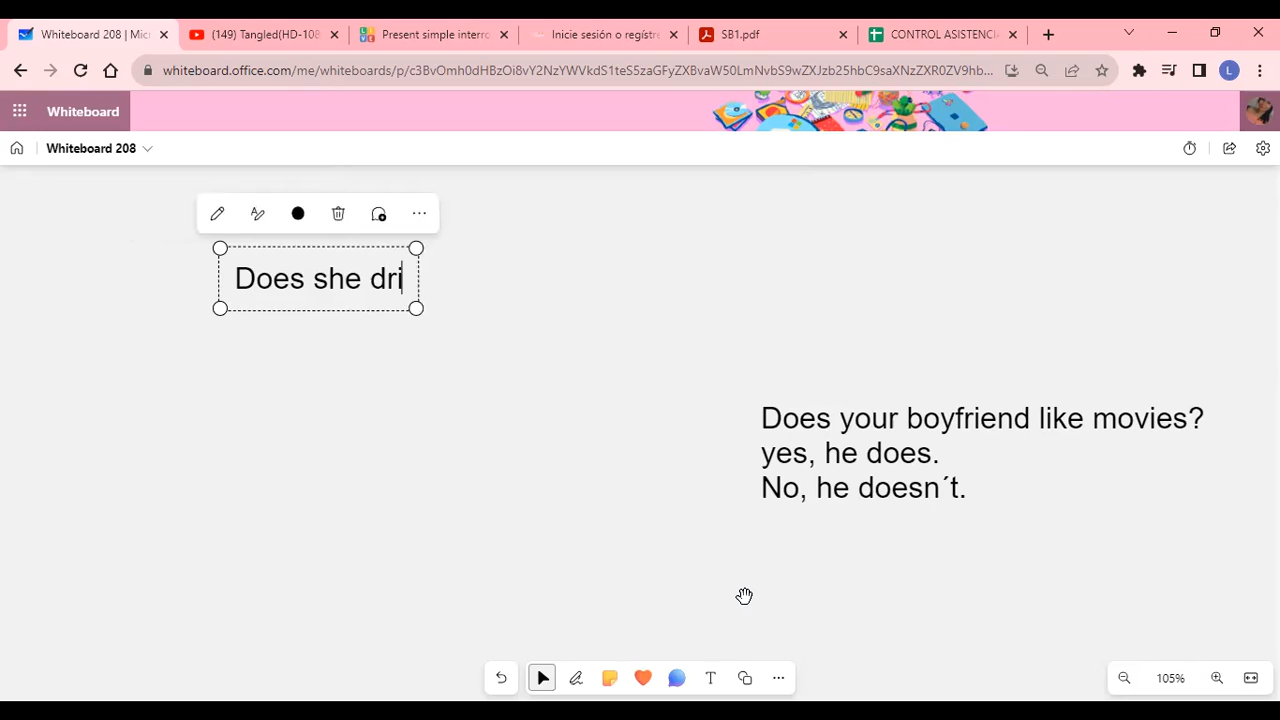 Whiteboard 208 | Mic
(149) Tangled(HD-108
Present simple interro
Inicie sesión o regístre
SB1.pdf
CONTROL ASISTENCIA
whiteboard.office.com/me/whiteboards/p/c3BvOmh0dHBzOi8vY2NzYWVkdS1teS5zaGFyZXBvaW50LmNvbS9wZXJzb25hbC9saXNzZXR0ZV9hb...
L
Whiteboard
Whiteboard 208
Does she dri
Does your boyfriend like movies?
yes, he does.
No, he doesn´t.
T
105%